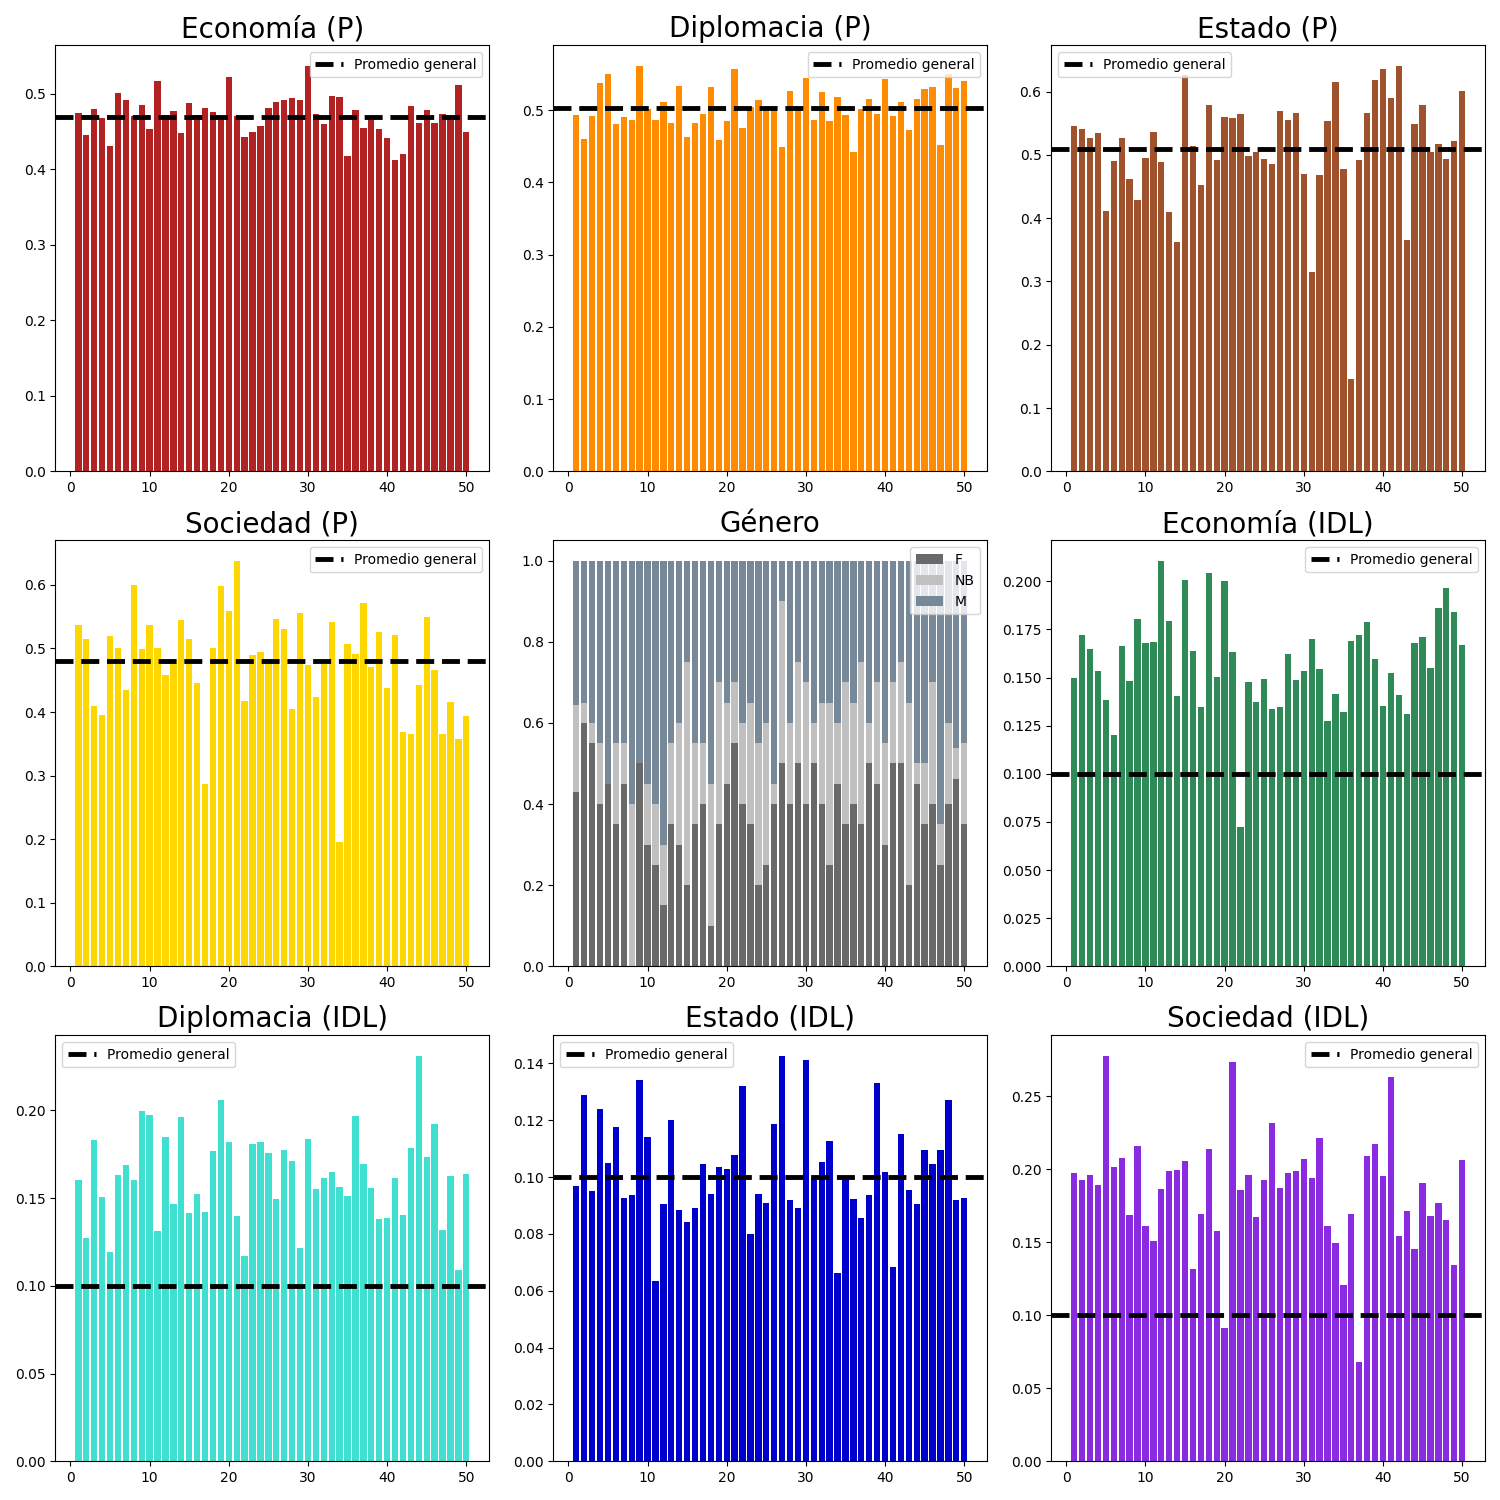 Economía (P)
Promedio general
0.5
0.4
0.3
0.2
0.1
0.0
0 10 20 30 40 50
Diplomacia (P)
Promedio general
0.5
0.4
0.3
0.2
0.1
0.0
0 10 20 30 40 50
Estado (P)
Promedio general
0.6
0.5
0.4
0.3
0.2
0.1
0.0
0 10 20 30 40 50
Sociedad (P)
Promedio general
0.6
0.5
0.4
0.3
0.2
0.1
0.0
0 10 20 30 40 50
Género
F
NB
M
1.0
0.8
0.6
0.4
0.2
0.0
0 10 20 30 40 50
Economía (IDL)
Promedio general
0.200
0.175
0.150
0.125
0.100
0.075
0.050
0.025
0.000
0 10 20 30 40 50
Diplomacia (IDL)
Promedio general
0.20
0.15
0.10
0.05
0.00
0 10 20 30 40 50
Estado (IDL)
Promedio general
0.14
0.12
0.10
0.08
0.06
0.04
0.02
0.00
0 10 20 30 40 50
Sociedad (IDL)
Promedio general
0.25
0.20
0.15
0.10
0.05
0.00
0 10 20 30 40 50